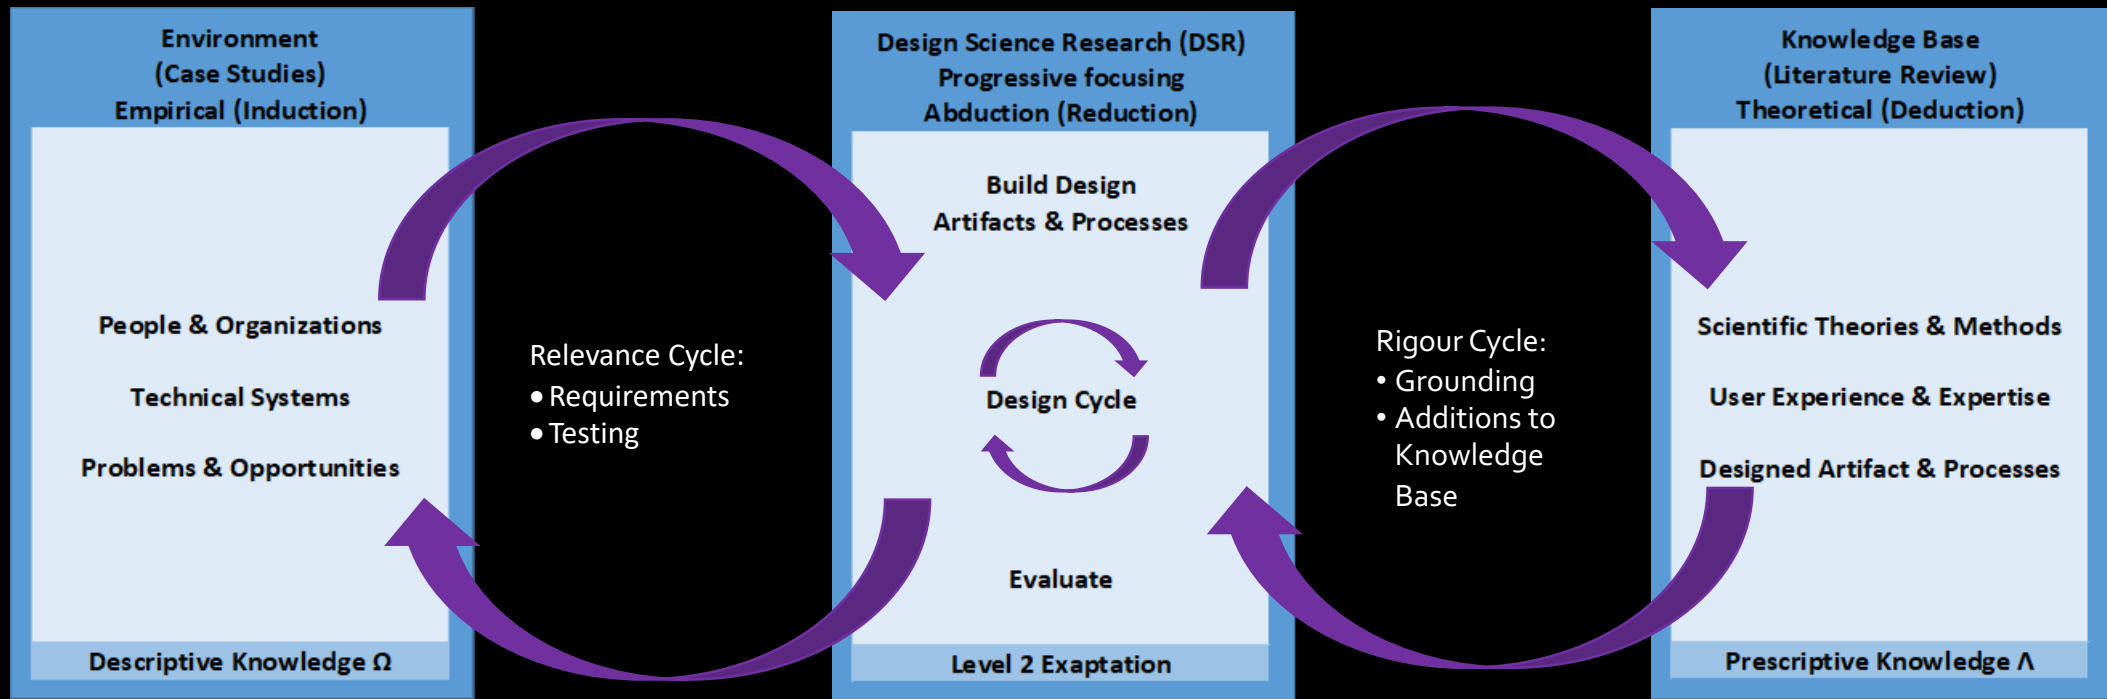 Environment
(Case Studies)
Empirical (Induction)
People & Organizations
Technical Systems
Problems & Opportunities
Descriptive Knowledge Ω
Relevance Cycle:
• Requirements
• Testing
Design Science Research (DSR)
Progressive focusing
Abduction (Reduction)
Build Design
Artifacts & Processes
Design Cycle
Evaluate
Level 2 Exaptation
Rigour Cycle:
• Grounding
• Additions to
Knowledge
Base
Knowledge Base
(Literature Review)
Theoretical (Deduction)
Scientific Theories & Methods
User Experience & Expertise
Designed Artifact & Processes
Prescriptive Knowledge Λ